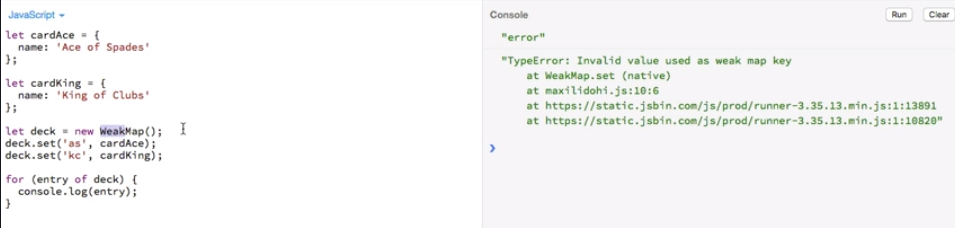 JavaScript
let cardAce = {
  name: 'Ace of Spades'
};
let cardKing = {
  name: 'King of Clubs'
};
let deck = new WeakMap();
deck.set('as', cardAce);
deck.set('kc', cardKing);
for (entry of deck) {
  console.log(entry);
}
Console
Run
Clear
"error"
"TypeError: Invalid value used as weak map key
    at WeakMap.set (native)
    at maxilidohi.js:10:6
    at https://static.jsbin.com/js/prod/runner-3.35.13.min.js:1:13891
    at https://static.jsbin.com/js/prod/runner-3.35.13.min.js:1:10820"